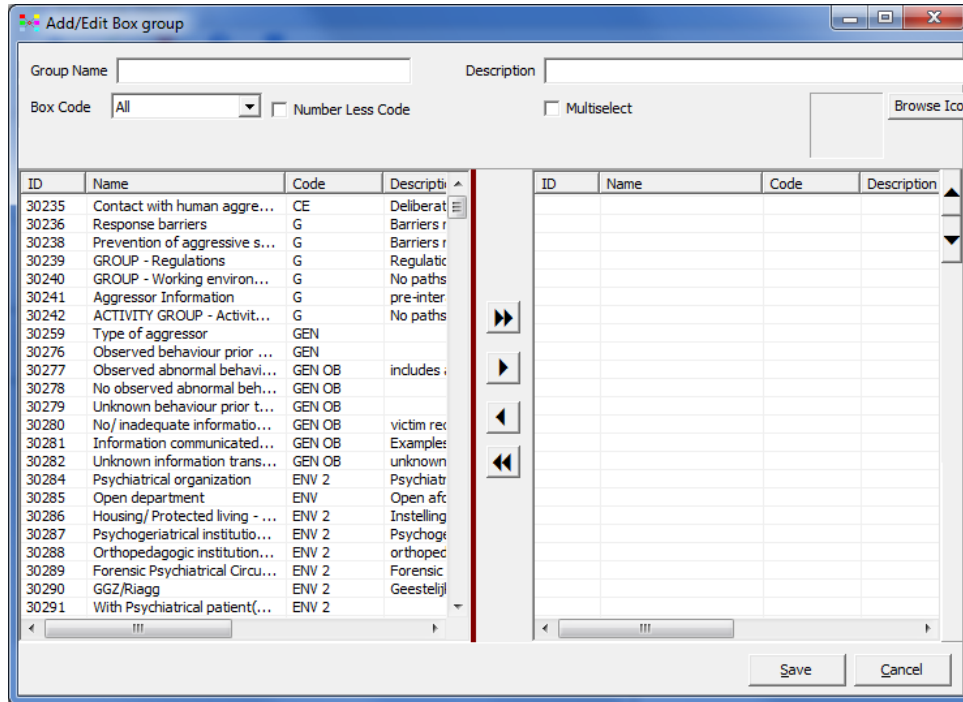 Add/Edit Box group
Group Name Description
Box Code All Number Less Code Multiselect Browse Ico
ID Name Code Descripti ID Name Code Description
30235 Contact with human aggre... CE Deliberat
30236 Response barriers G Barriers r
30238 Prevention of aggressive s... G Barriers r
30239 GROUP - Regulations G Regulatic
30240 GROUP - Working environ... G No paths
30241 Aggressor Information G pre-inter
30242 ACTIVITY GROUP - Activit... G No paths
30259 Type of aggressor GEN
30276 Observed behaviour prior ... GEN
30277 Observed abnormal behavi... GEN OB includes a
30278 No observed abnormal beh... GEN OB
30279 Unknown behaviour prior t... GEN OB
30280 No/ inadequate informatio... GEN OB victim rec
30281 Information communicated... GEN OB Examples
30282 Unknown information trans... GEN OB unknown
30284 Psychiatrical organization ENV 2 Psychiatr
30285 Open department ENV Open afd
30286 Housing/ Protected living - ... ENV 2 Instelling
30287 Psychogeriatrical institutio... ENV 2 Psychoge
30288 Orthopedagogic institution... ENV 2 orthoped
30289 Forensic Psychiatrical Circu... ENV 2 Forensic
30290 GGZ/Riagg ENV 2 Geestelijl
30291 With Psychiatrical patient(... ENV 2
Save Cancel